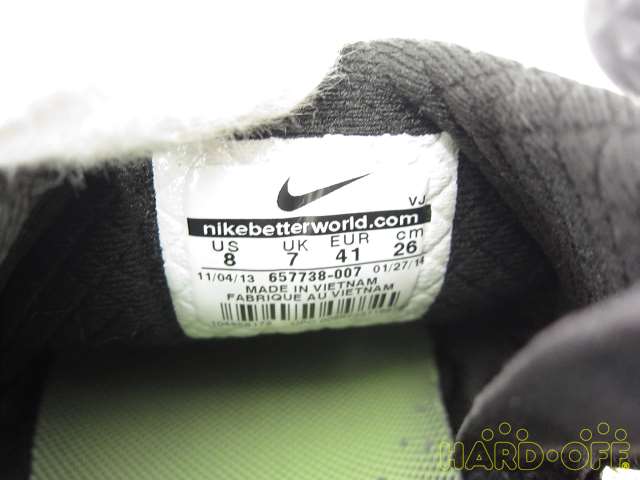 VJ
nikebetterworld.com
US UK EUR cm
8 7 41 26
11/04/13 657738-007 01/27/14
MADE IN VIETNAM
FABRIQUE AU VIETNAM
HARD·OFF